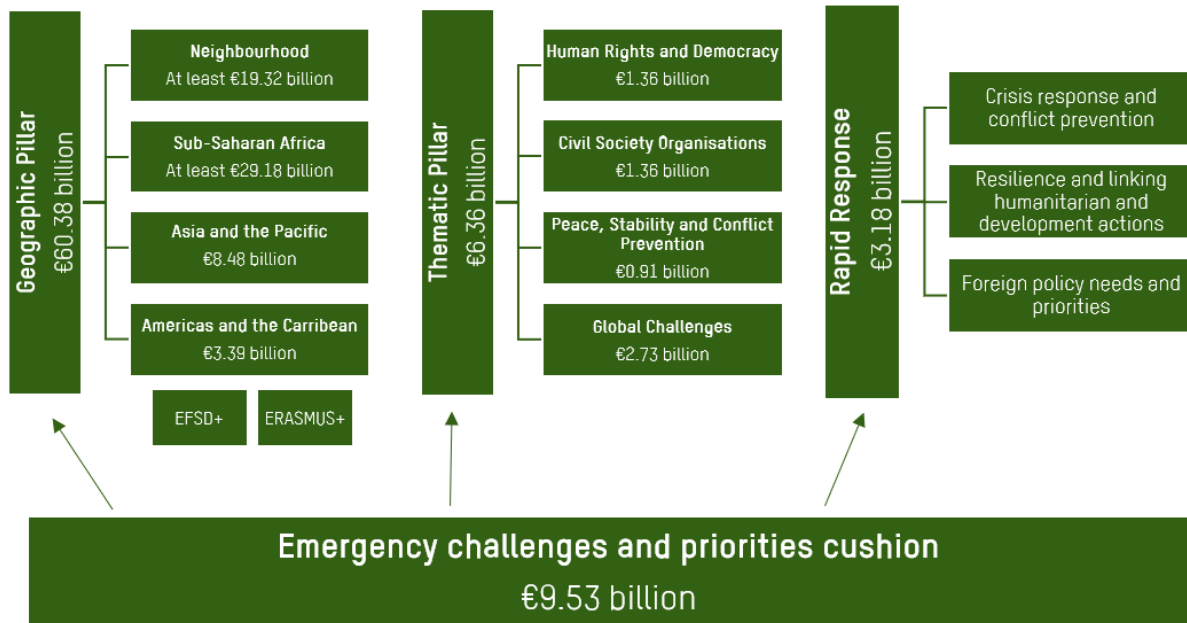 Geographic Pillar
€60.38 billion
Neighbourhood
At least €19.32 billion
Sub-Saharan Africa
At least €29.18 billion
Asia and the Pacific
€8.48 billion
Americas and the Carribean
€3.39 billion
EFSD+
ERASMUS+
Thematic Pillar
€6.36 billion
Human Rights and Democracy
€1.36 billion
Civil Society Organisations
€1.36 billion
Peace, Stability and Conflict
Prevention
€0.91 billion
Global Challenges
€2.73 billion
Rapid Response
€3.18 billion
Crisis response and
conflict prevention
Resilience and linking
humanitarian and
development actions
Foreign policy needs and
priorities
Emergency challenges and priorities cushion
€9.53 billion